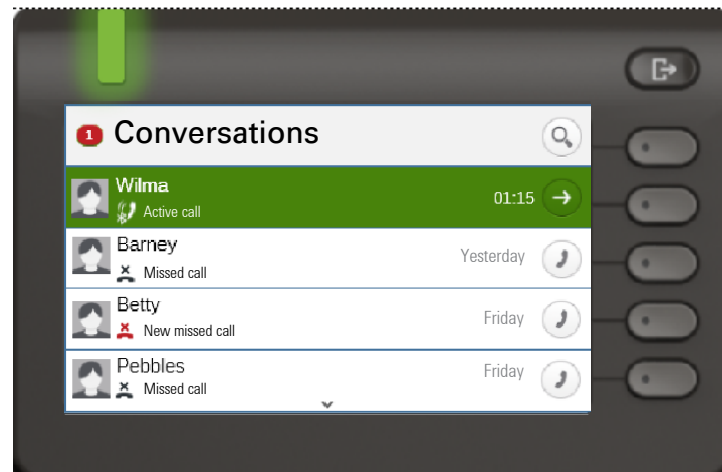 1 Conversations
Wilma
01:15
Active call
Barney
Yesterday
Missed call
Betty
Friday
New missed call
Pebbles
Friday
Missed call